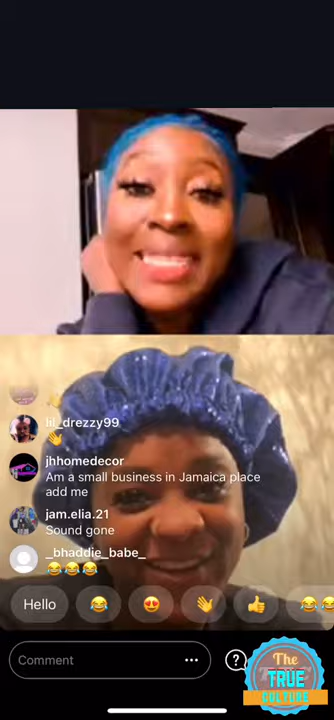 lil_drezzy99
jhhomedecor
Am a small business in Jamaica place
add me
jam.elia.21
Sound gone
_bhaddie_babe_
Hello
Comment
The
TRUE
CULTURE